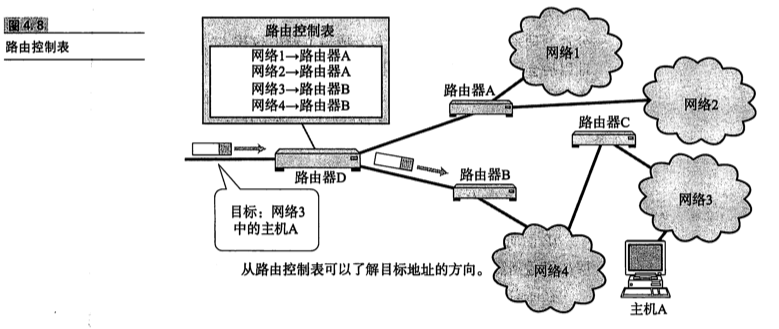 图4.8
路由控制表
路由控制表
网络1→路由器A
网络2→路由器A
网络3→路由器B
网络4→路由器B
网络1
路由器A
网络2
路由器C
路由器D
路由器B
网络3
目标：网络3
中的主机A
网络4
从路由控制表可以了解目标地址的方向。
主机A